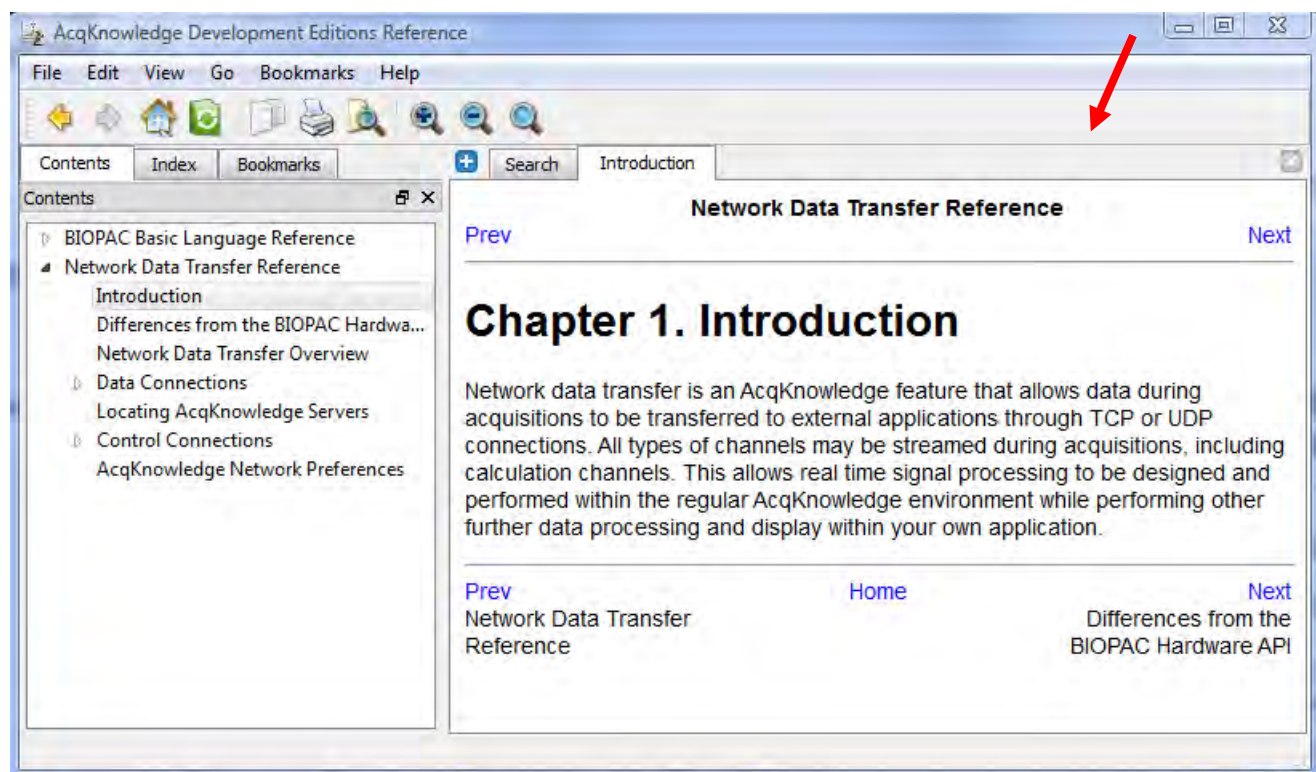 AcqKnowledge Development Editions Reference
File Edit View Go Bookmarks Help
Contents Index Bookmarks
Search Introduction
Contents
BIOPAC Basic Language Reference
Network Data Transfer Reference
Introduction
Differences from the BIOPAC Hardwa...
Network Data Transfer Overview
Data Connections
Locating AcqKnowledge Servers
Control Connections
AcqKnowledge Network Preferences
Network Data Transfer Reference
Prev Next
Chapter 1. Introduction
Network data transfer is an AcqKnowledge feature that allows data during
acquisitions to be transferred to external applications through TCP or UDP
connections. All types of channels may be streamed during acquisitions, including
calculation channels. This allows real time signal processing to be designed and
performed within the regular AcqKnowledge environment while performing other
further data processing and display within your own application.
Prev Home Next
Network Data Transfer Differences from the
Reference BIOPAC Hardware API